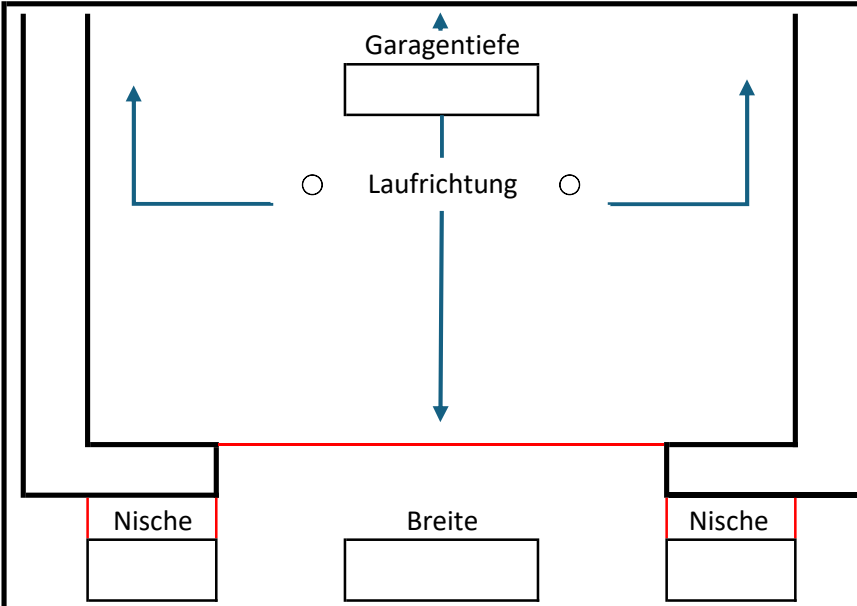 Garagentiefe
Laufrichtung
Nische
Breite
Nische